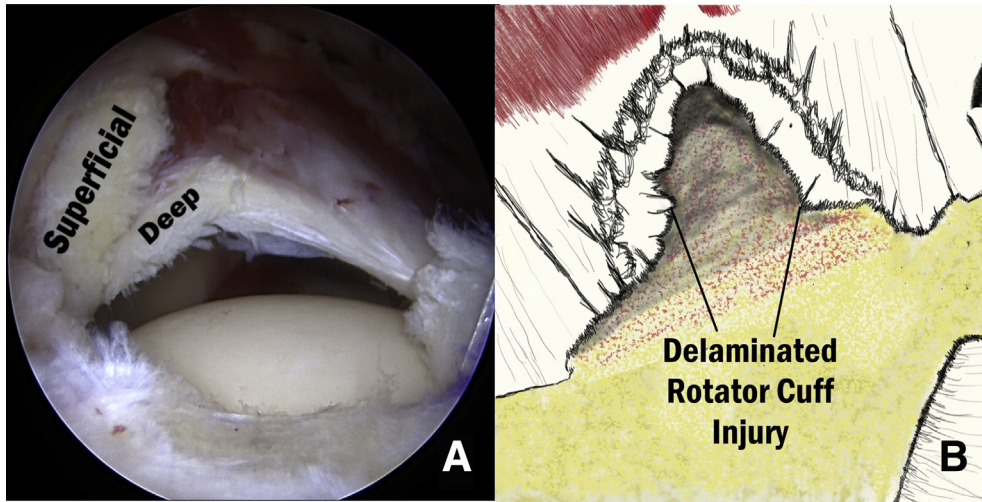 Superficial
Deep
A
Delaminated
Rotator Cuff
Injury
B